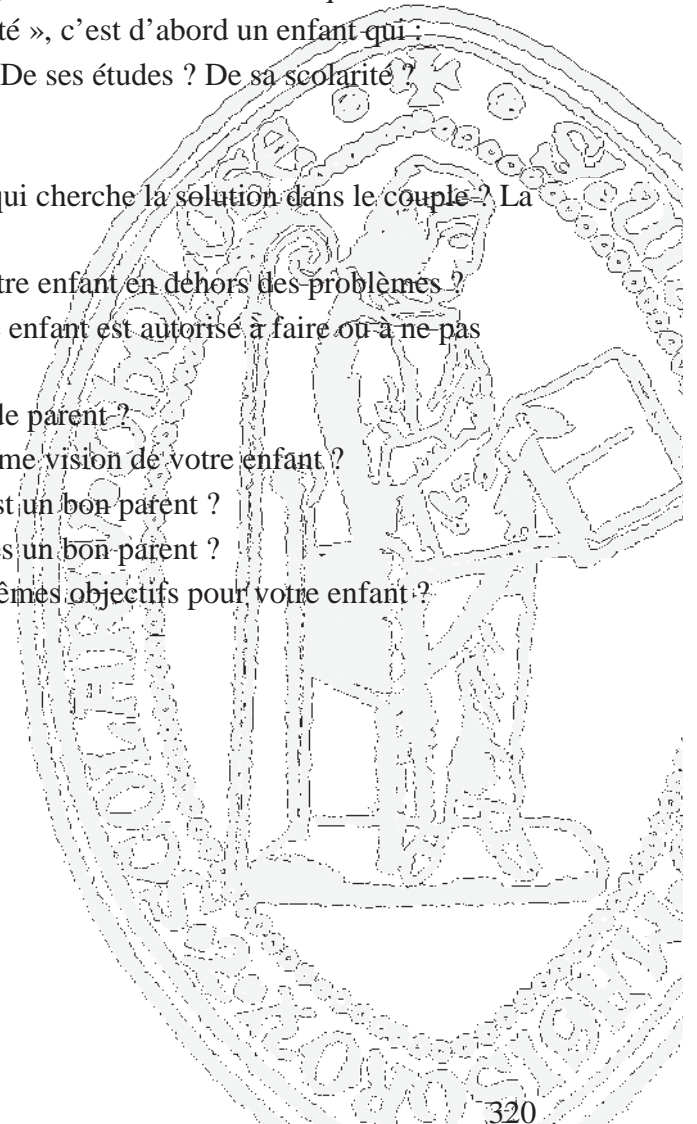 té », c’est d’abord un enfant qui :
De ses études ? De sa scolarité ?
qui cherche la solution dans le couple ? La
tre enfant en dehors des problèmes ?
enfant est autorisé à faire ou à ne pas
le parent ?
me vision de votre enfant ?
st un bon parent ?
es un bon parent ?
êmes objectifs pour votre enfant ?
320